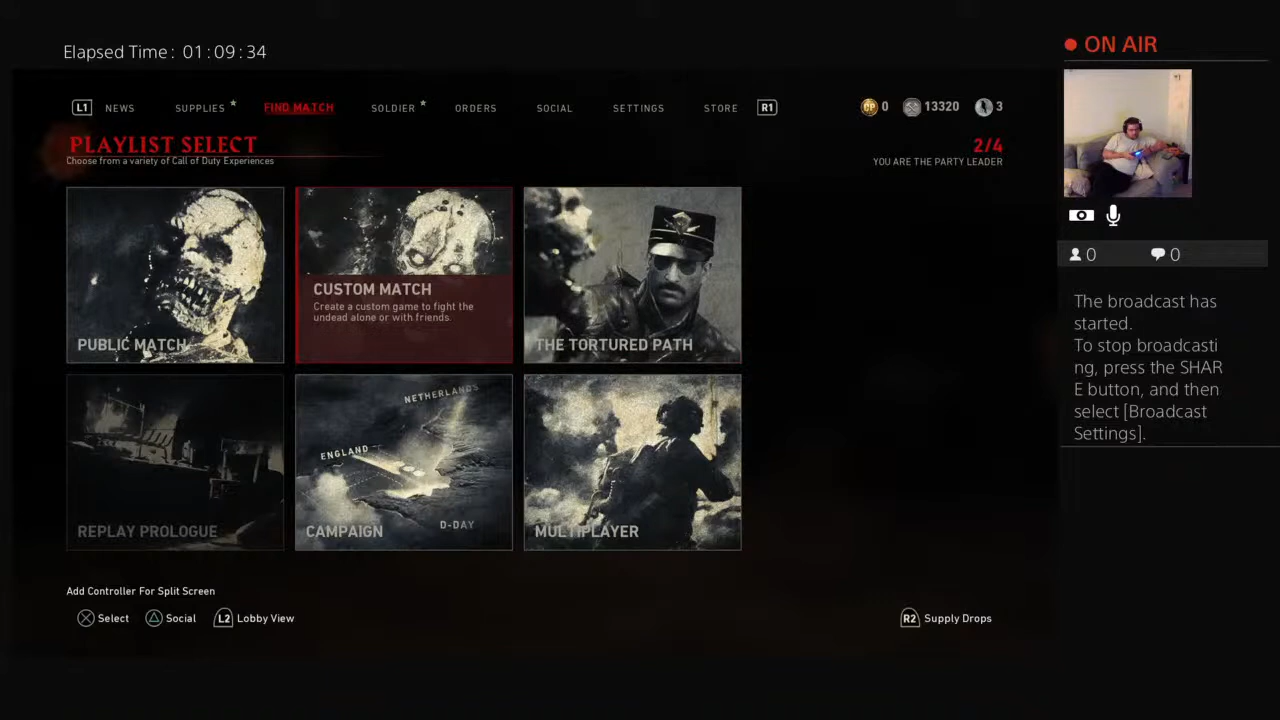 Elapsed Time: 01:09:34
ON AIR
L1 NEWS SUPPLIES FIND MATCH SOLDIER ORDERS SOCIAL SETTINGS STORE R1
CP 0 13320 3
PLAYLIST SELECT
Choose from a variety of Call of Duty Experiences
2/4
YOU ARE THE PARTY LEADER
PUBLIC MATCH
CUSTOM MATCH
Create a custom game to fight the
undead alone or with friends.
THE TORTURED PATH
REPLAY PROLOGUE
NETHERLANDS
ENGLAND
D-DAY
CAMPAIGN
MULTIPLAYER
0 0
The broadcast has
started.
To stop broadcasti
ng, press the SHAR
E button, and then
select [Broadcast
Settings].
Add Controller For Split Screen
Select Social L2 Lobby View
R2 Supply Drops